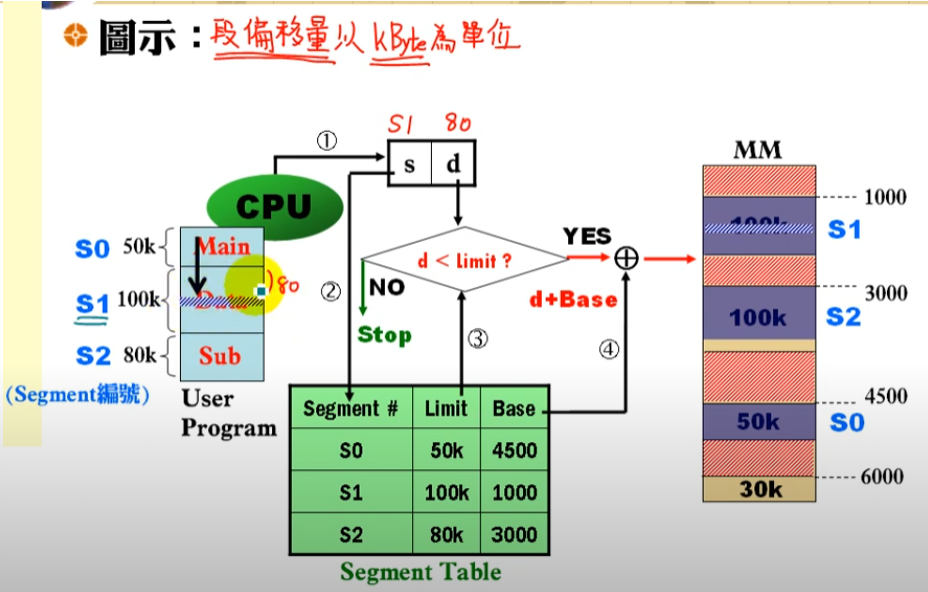 圖示：段偏移量以 kByte為單位
S1 80
① s d
CPU
S0 50k Main
S1 100k Data
)80
S2 80k Sub
(Segment編號)
User
Program
②
d < limit ?
YES
NO
Stop
③
d+Base
④
Segment # Limit Base
S0 50k 4500
S1 100k 1000
S2 80k 3000
Segment Table
MM
1000
100k S1
3000
100k S2
4500
50k S0
6000
30k